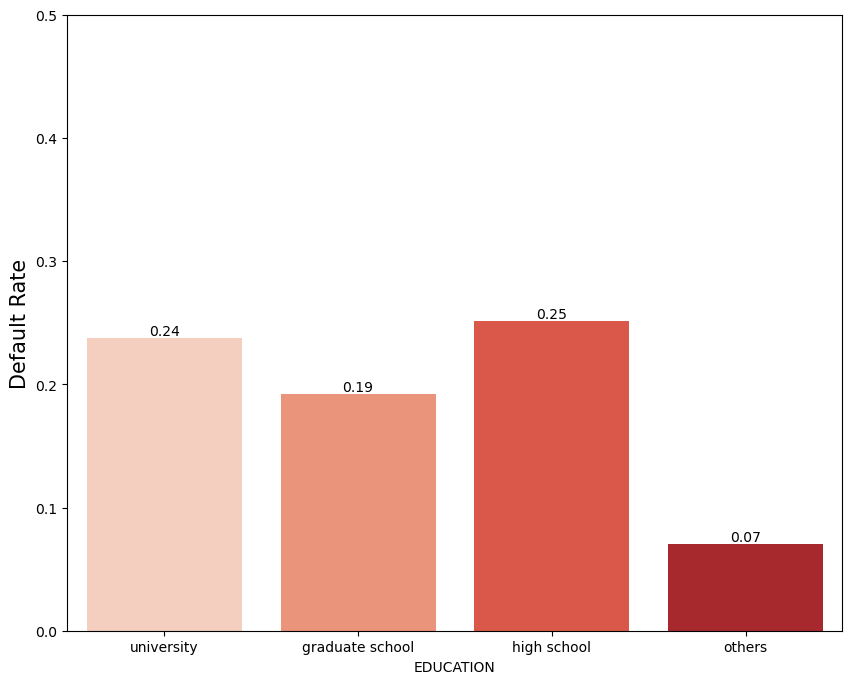 0.5
0.4
0.3
0.2
0.1
0.0
Default Rate
0.24
0.19
0.25
0.07
university
graduate school
high school
others
EDUCATION